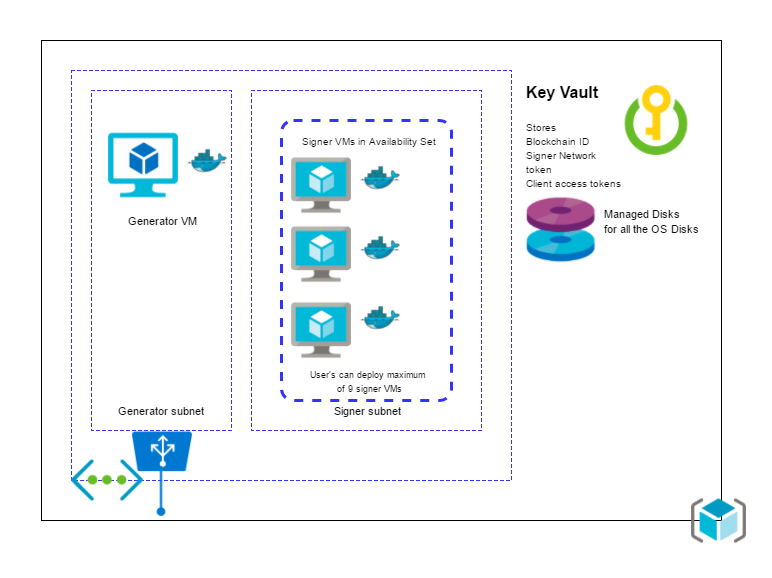 Key Vault
Stores
Blockchain ID
Signer Network
token
Client access tokens
Managed Disks
for all the OS Disks
Signer VMs in Availability Set
Generator VM
User's can deploy maximum
of 9 signer VMs
Generator subnet
Signer subnet